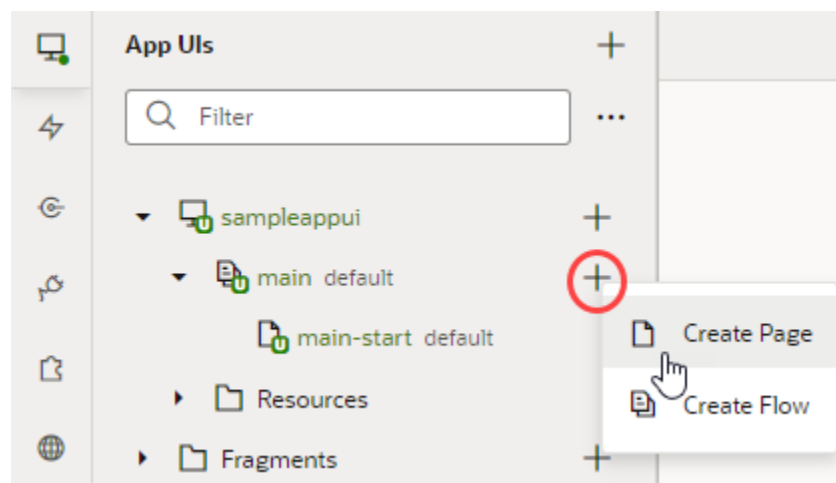 App UIs
Filter
sampleappui
main default
main-start default
Create Page
Resources
Create Flow
Fragments